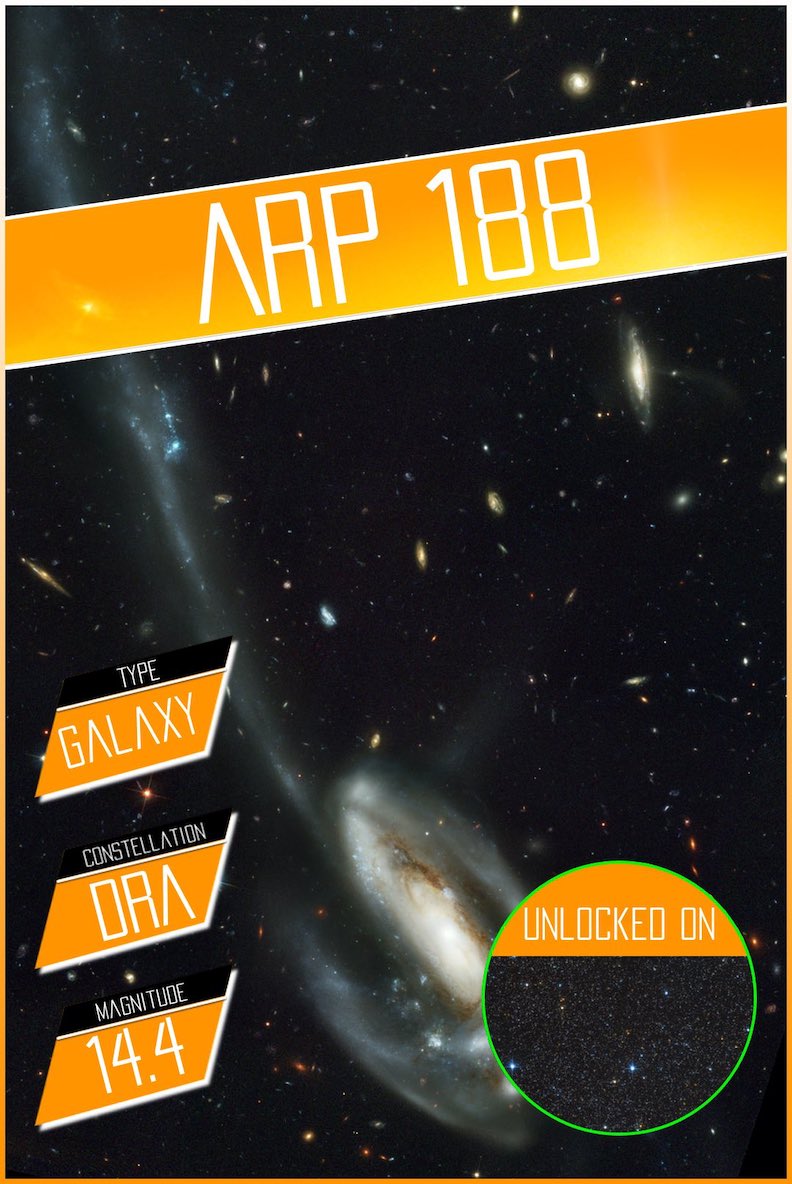 ARP 188
TYPE
GALAXY
CONSTELLATION
DRA
MAGNITUDE
14.4
UNLOCKED ON